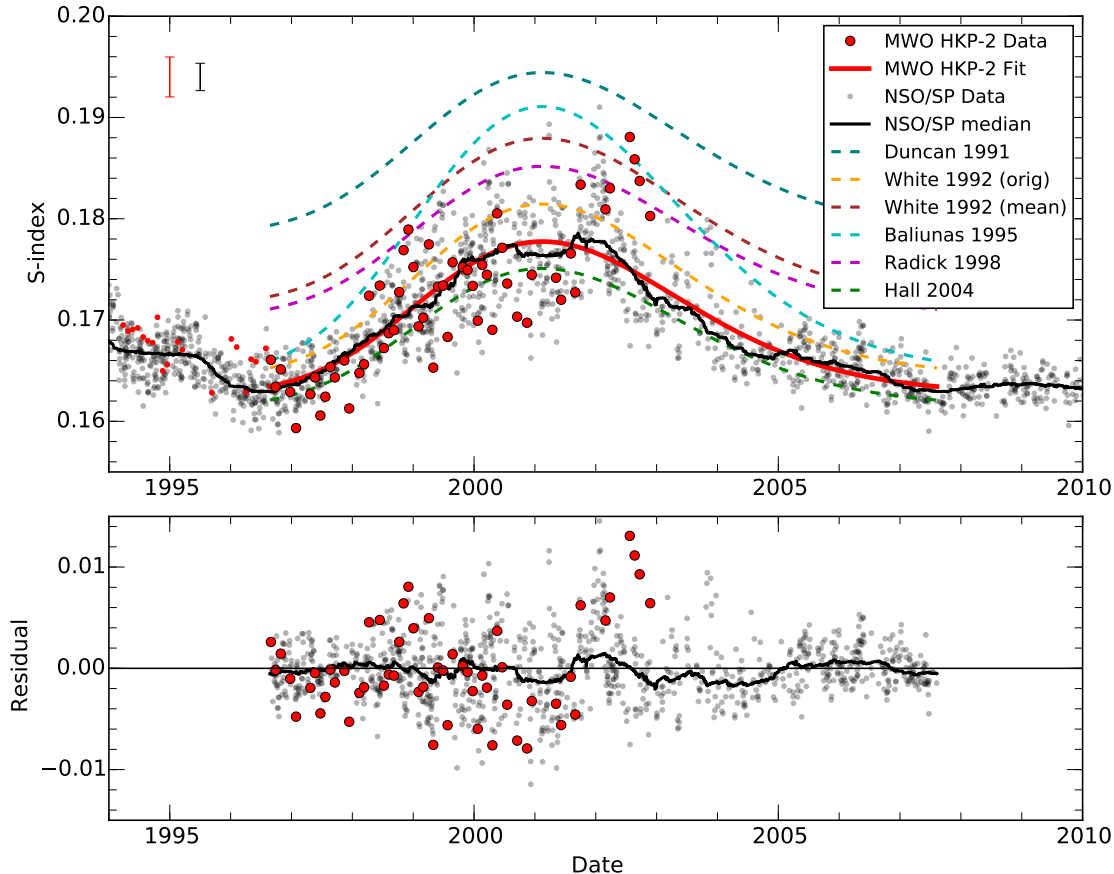 0.20
0.19
0.18
0.17
0.16
S-index
1995
2000
2005
2010
MWO HKP-2 Data
MWO HKP-2 Fit
NSO/SP Data
NSO/SP median
Duncan 1991
White 1992 (orig)
White 1992 (mean)
Baliunas 1995
Radick 1998
Hall 2004
0.01
0.00
−0.01
Residual
1995
2000
2005
2010
Date